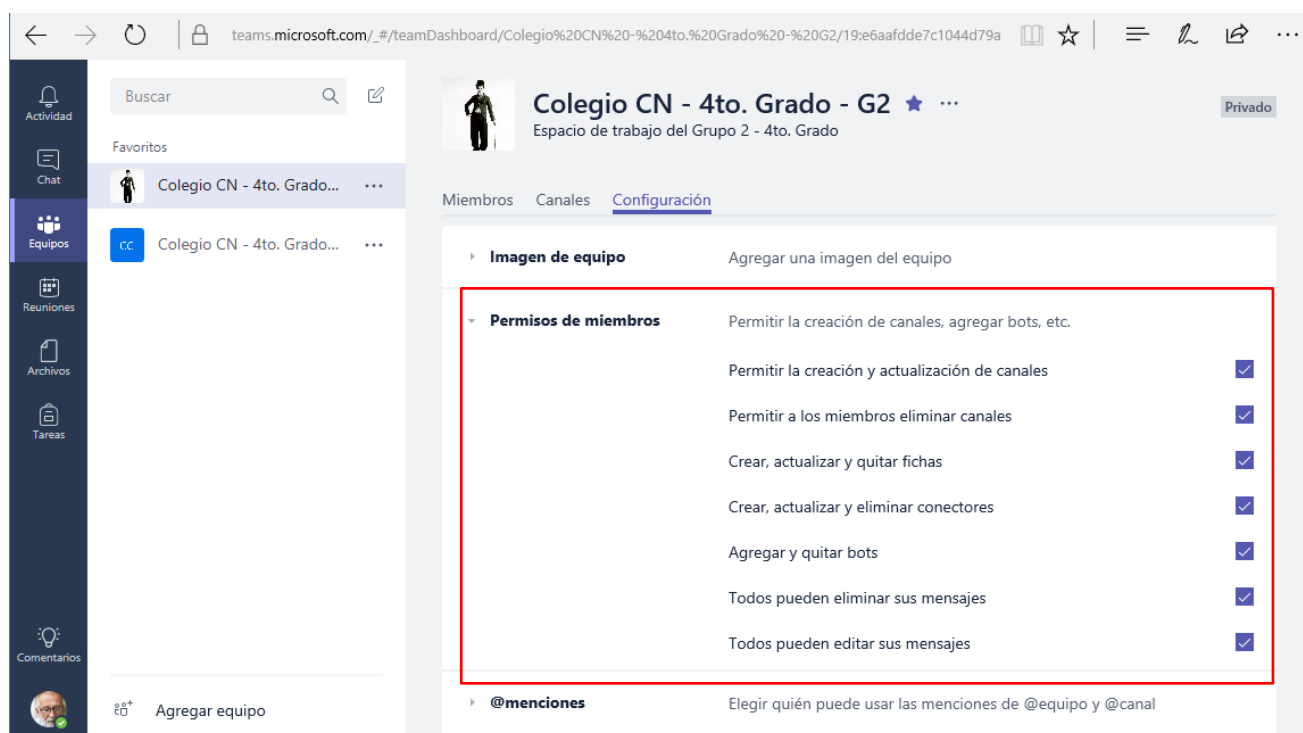 teams.microsoft.com/_#/teamDashboard/Colegio%20CN%20-%204to.%20Grado%20-%20G2/19:e6aafdde7c1044d79a
Actividad
Chat
Equipos
Reuniones
Archivos
Tareas
Comentarios
Buscar
Favoritos
Colegio CN - 4to. Grado... ...
CC Colegio CN - 4to. Grado... ...
Agregar equipo
Colegio CN - 4to. Grado - G2 ...
Espacio de trabajo del Grupo 2 - 4to. Grado
Privado
Miembros Canales Configuración
Imagen de equipo Agregar una imagen del equipo
Permisos de miembros Permitir la creación de canales, agregar bots, etc.
Permitir la creación y actualización de canales
Permitir a los miembros eliminar canales
Crear, actualizar y quitar fichas
Crear, actualizar y eliminar conectores
Agregar y quitar bots
Todos pueden eliminar sus mensajes
Todos pueden editar sus mensajes
@menciones Elegir quién puede usar las menciones de @equipo y @canal